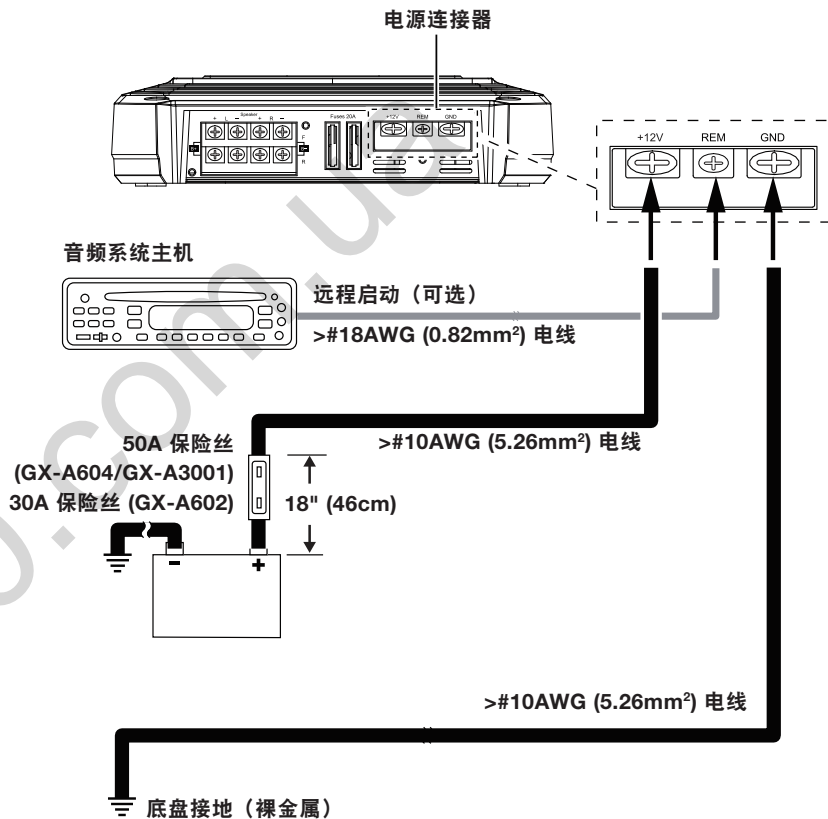 电源连接器
Speaker
+ L − + R −
F
R
Fuses 20A
+12V REM GND
+12V REM GND
音频系统主机
远程启动（可选）
>#18AWG (0.82mm²) 电线
50A 保险丝
(GX-A604/GX-A3001)
30A 保险丝 (GX-A602)
>#10AWG (5.26mm²) 电线
18" (46cm)
− +
>#10AWG (5.26mm²) 电线
底盘接地（裸金属）
o.com.ua